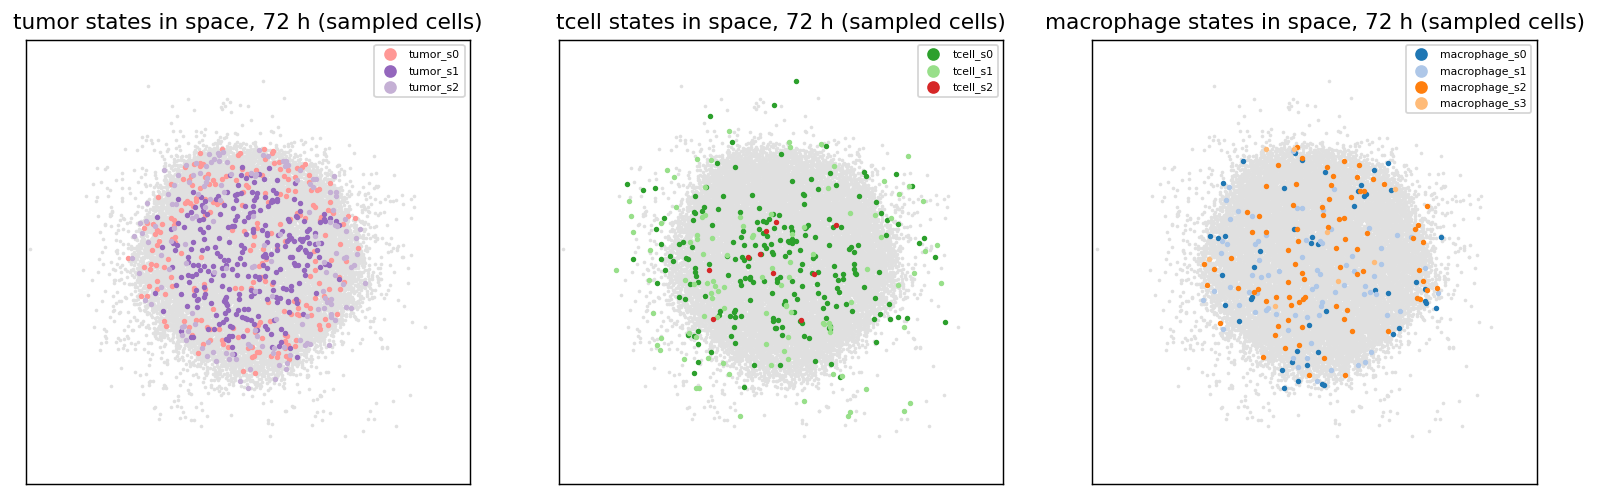 tumor states in space, 72 h (sampled cells)
tumor_s0
tumor_s1
tumor_s2
tcell states in space, 72 h (sampled cells)
tcell_s0
tcell_s1
tcell_s2
macrophage states in space, 72 h (sampled cells)
macrophage_s0
macrophage_s1
macrophage_s2
macrophage_s3